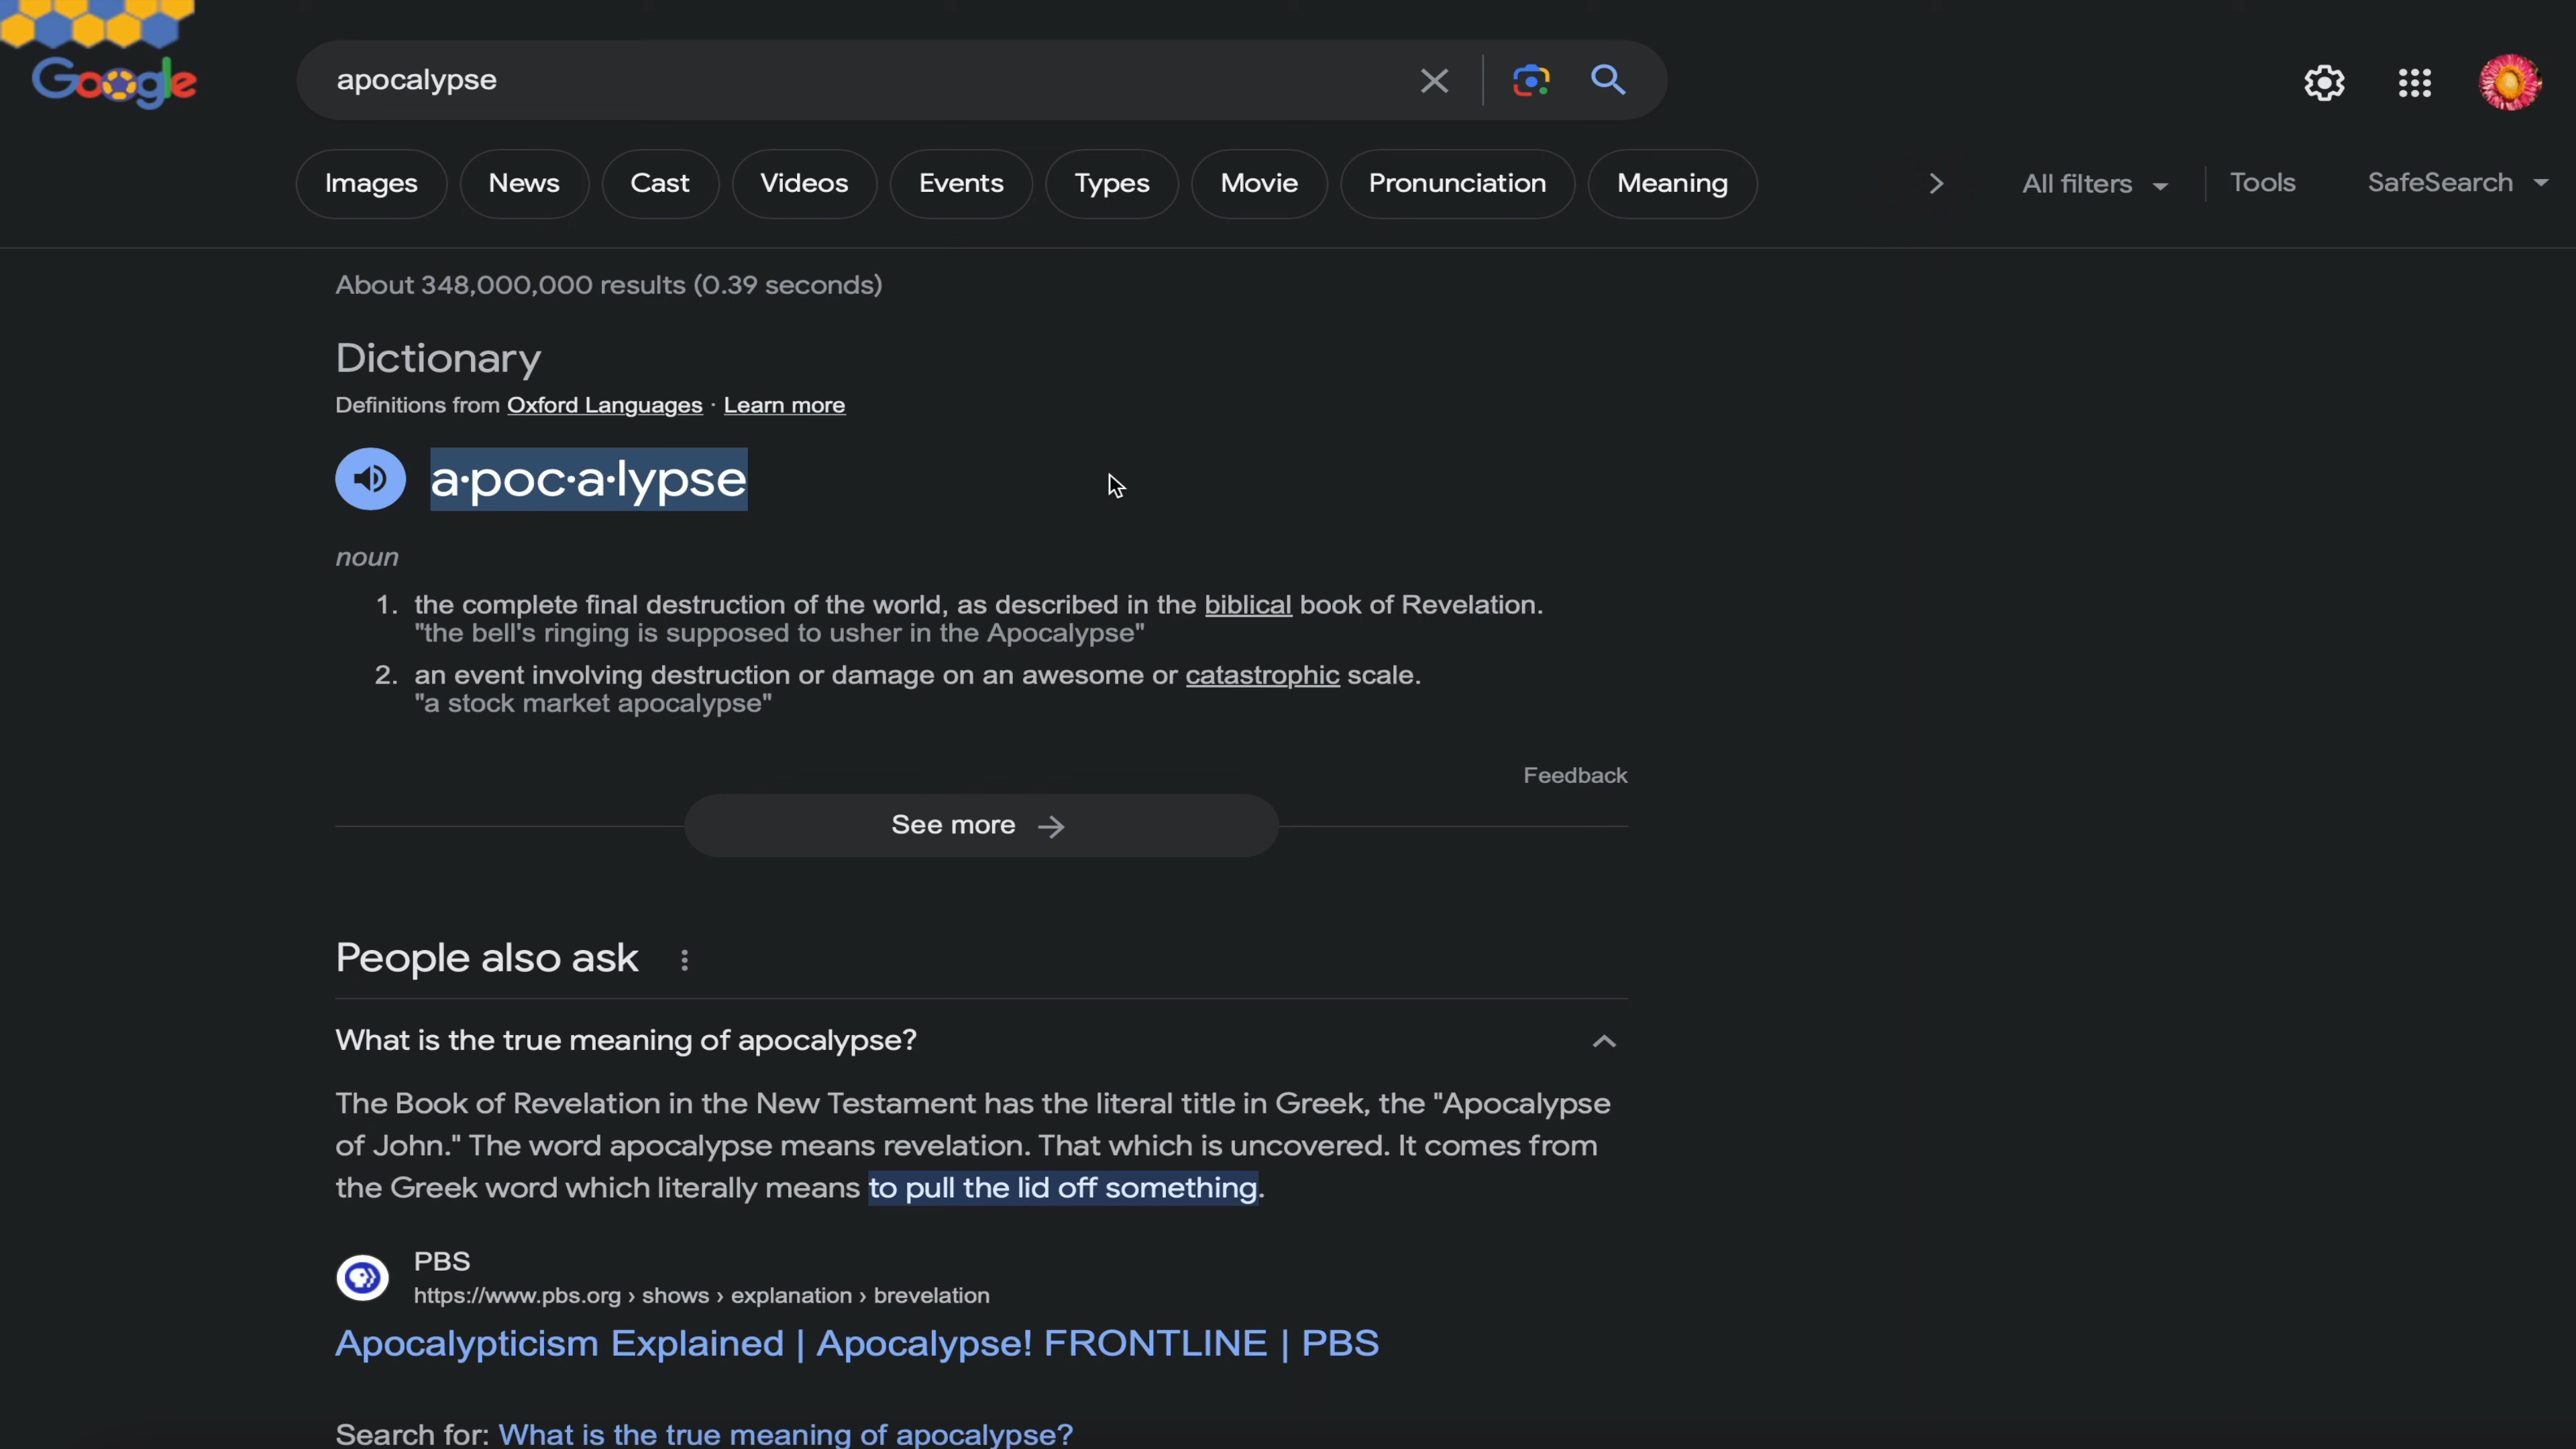 Google
apocalypse
Images News Cast Videos Events Types Movie Pronunciation Meaning All filters Tools SafeSearch
About 348,000,000 results (0.39 seconds)
Dictionary
Definitions from Oxford Languages · Learn more
a·poc·a·lypse
noun
1. the complete final destruction of the world, as described in the biblical book of Revelation.
"the bell's ringing is supposed to usher in the Apocalypse"
2. an event involving destruction or damage on an awesome or catastrophic scale.
"a stock market apocalypse"
Feedback
See more
People also ask
What is the true meaning of apocalypse?
The Book of Revelation in the New Testament has the literal title in Greek, the "Apocalypse
of John." The word apocalypse means revelation. That which is uncovered. It comes from
the Greek word which literally means to pull the lid off something.
PBS
https://www.pbs.org › shows › explanation › brevelation
Apocalypticism Explained | Apocalypse! FRONTLINE | PBS
Search for: What is the true meaning of apocalypse?